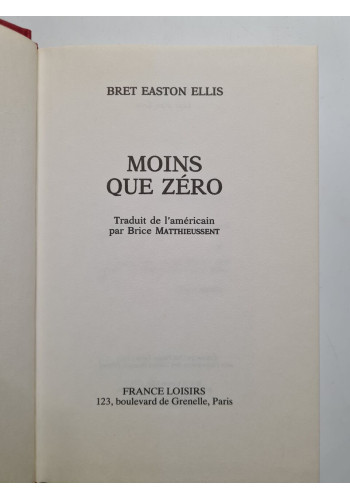 BRET EASTON ELLIS
MOINS
QUE ZÉRO
Traduit de l'américain
par Brice MATTHIEUSSENT
FRANCE LOISIRS
123, boulevard de Grenelle, Paris